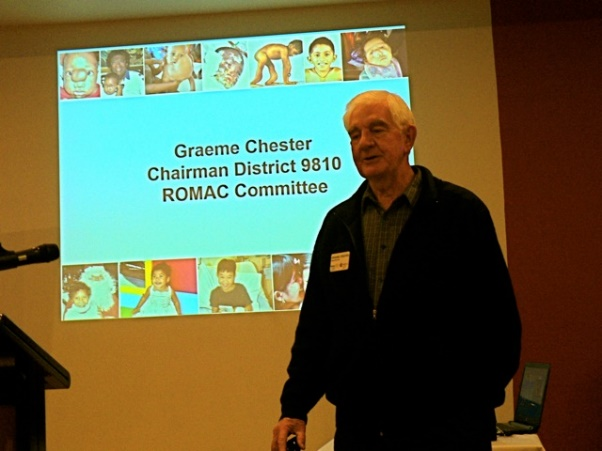 Graeme Chester
Chairman District 9810
ROMAC Committee